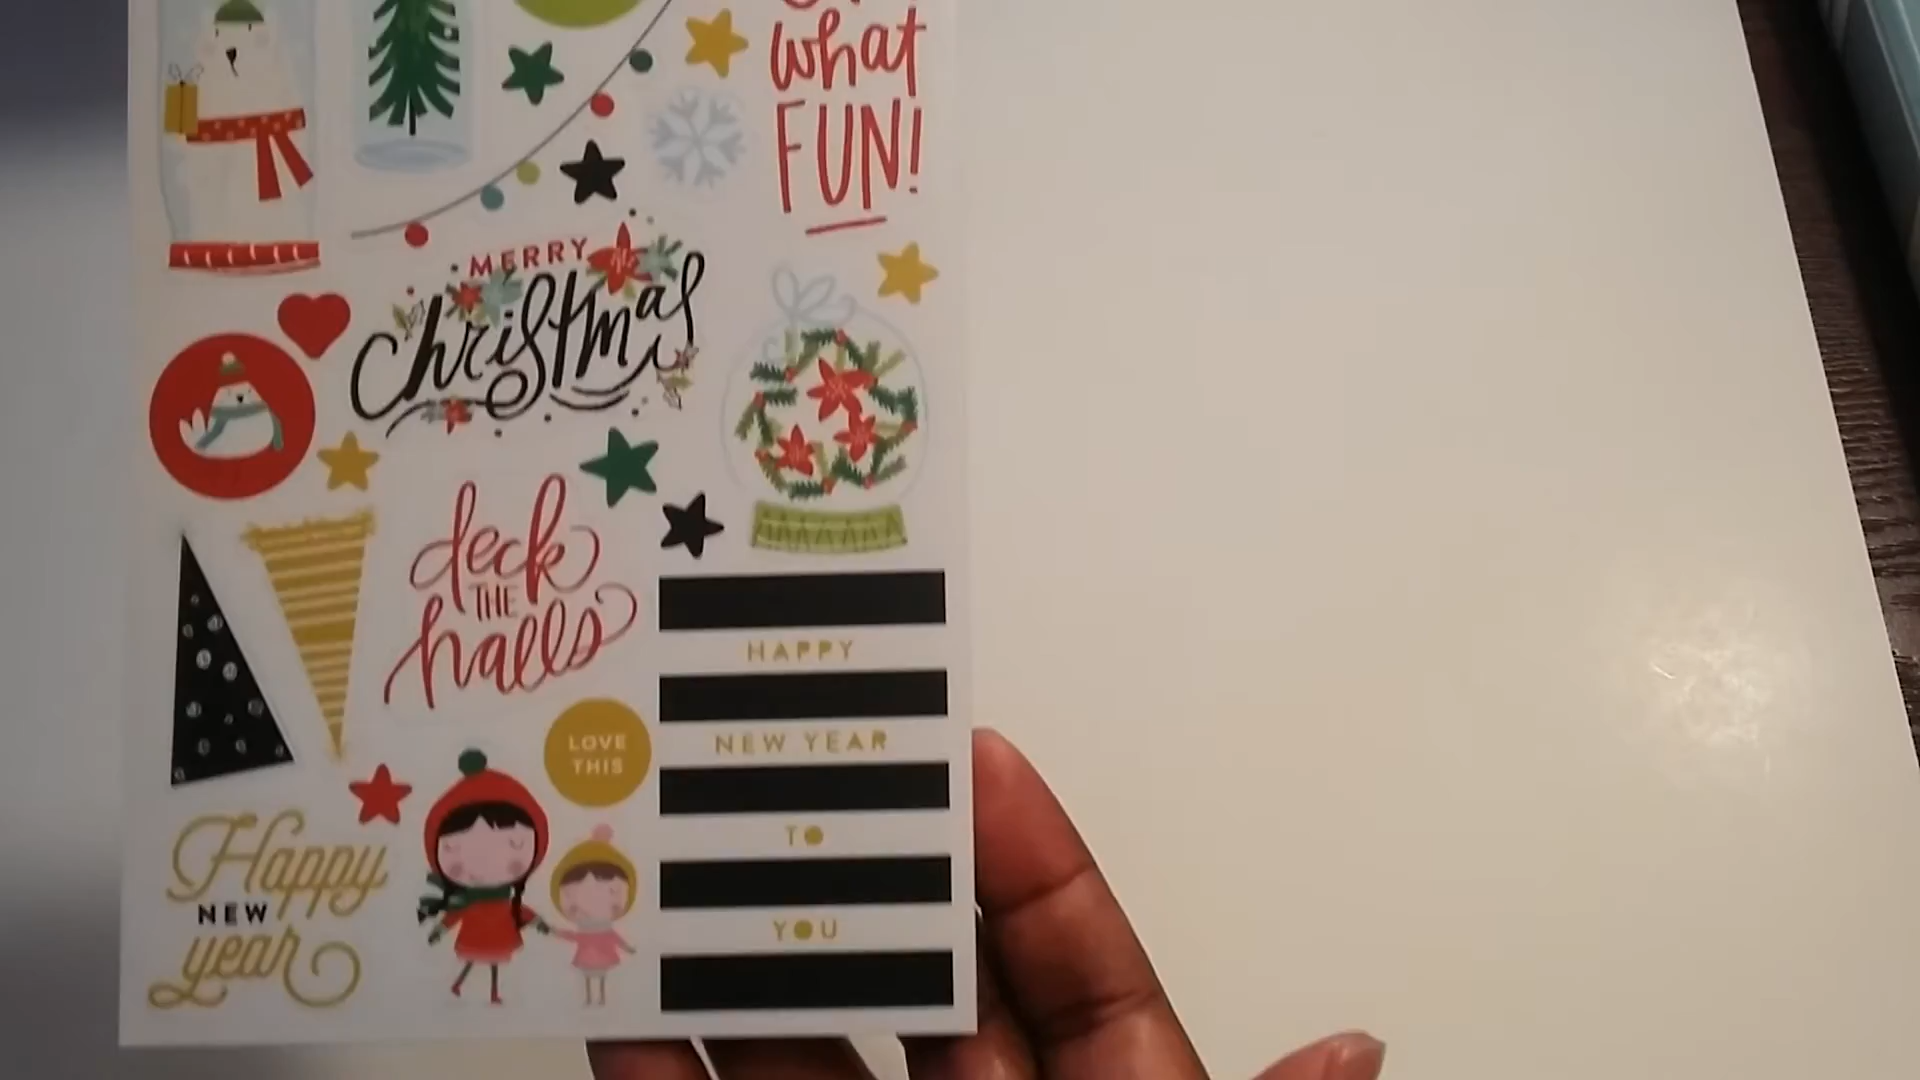 what
FUN!
MERRY
Christmas
deck
THE
halls
HAPPY
NEW YEAR
TO
YOU
LOVE
THIS
Happy
NEW
year